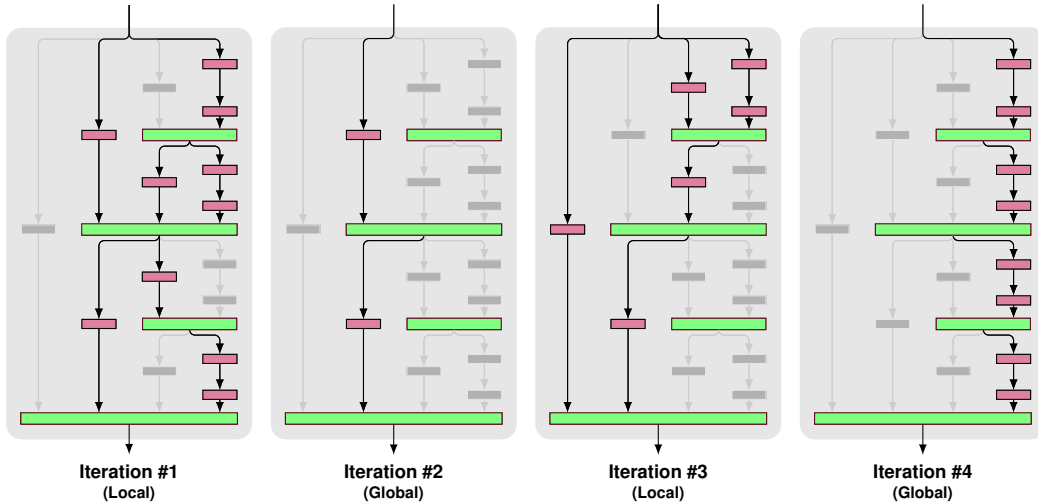 Iteration #1
(Local)
Iteration #2
(Global)
Iteration #3
(Local)
Iteration #4
(Global)